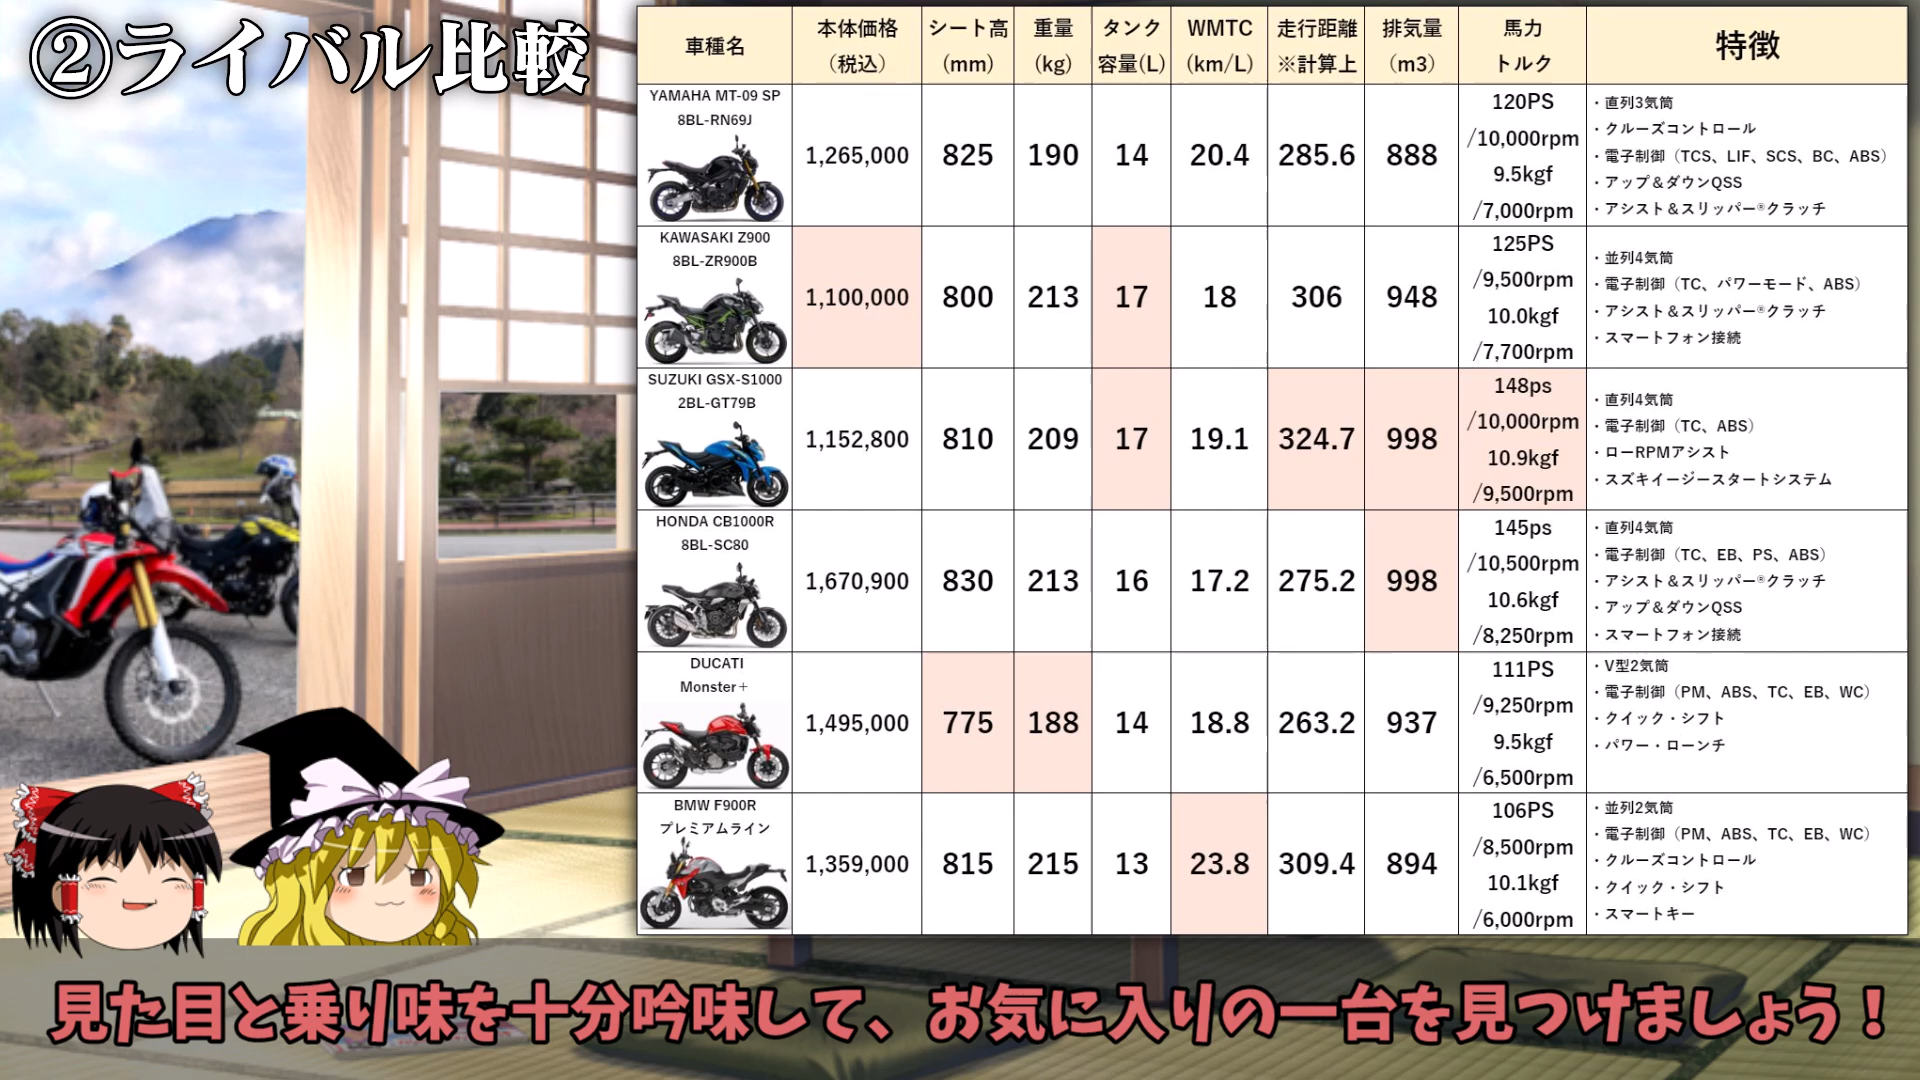 ②ライバル比較
車種名 本体価格 シート高 重量 タンク WMTC 走行距離 排気量 馬力 特徴
（税込） (mm) (kg) 容量(L) (km/L) ※計算上 （m3） トルク
YAMAHA MT-09 SP
8BL-RN69J
1,265,000 825 190 14 20.4 285.6 888
120PS
/10,000rpm
9.5kgf
/7,000rpm
・直列3気筒
・クルーズコントロール
・電子制御（TCS、LIF、SCS、BC、ABS）
・アップ＆ダウンQSS
・アシスト＆スリッパー®クラッチ
KAWASAKI Z900
8BL-ZR900B
1,100,000 800 213 17 18 306 948
125PS
/9,500rpm
10.0kgf
/7,700rpm
・並列4気筒
・電子制御（TC、パワーモード、ABS）
・アシスト＆スリッパー®クラッチ
・スマートフォン接続
SUZUKI GSX-S1000
2BL-GT79B
1,152,800 810 209 17 19.1 324.7 998
148ps
/10,000rpm
10.9kgf
/9,500rpm
・直列4気筒
・電子制御（TC、ABS）
・ローRPMアシスト
・スズキイージースタートシステム
HONDA CB1000R
8BL-SC80
1,670,900 830 213 16 17.2 275.2 998
145ps
/10,500rpm
10.6kgf
/8,250rpm
・直列4気筒
・電子制御（TC、EB、PS、ABS）
・アシスト＆スリッパー®クラッチ
・アップ＆ダウンQSS
・スマートフォン接続
DUCATI
Monster＋
1,495,000 775 188 14 18.8 263.2 937
111PS
/9,250rpm
9.5kgf
/6,500rpm
・V型2気筒
・電子制御（PM、ABS、TC、EB、WC）
・クイック・シフト
・パワー・ローンチ
BMW F900R
プレミアムライン
1,359,000 815 215 13 23.8 309.4 894
106PS
/8,500rpm
10.1kgf
/6,000rpm
・並列2気筒
・電子制御（PM、ABS、TC、EB、WC）
・クルーズコントロール
・クイック・シフト
・スマートキー
見た目と乗り味を十分吟味して、お気に入りの一台を見つけましょう！